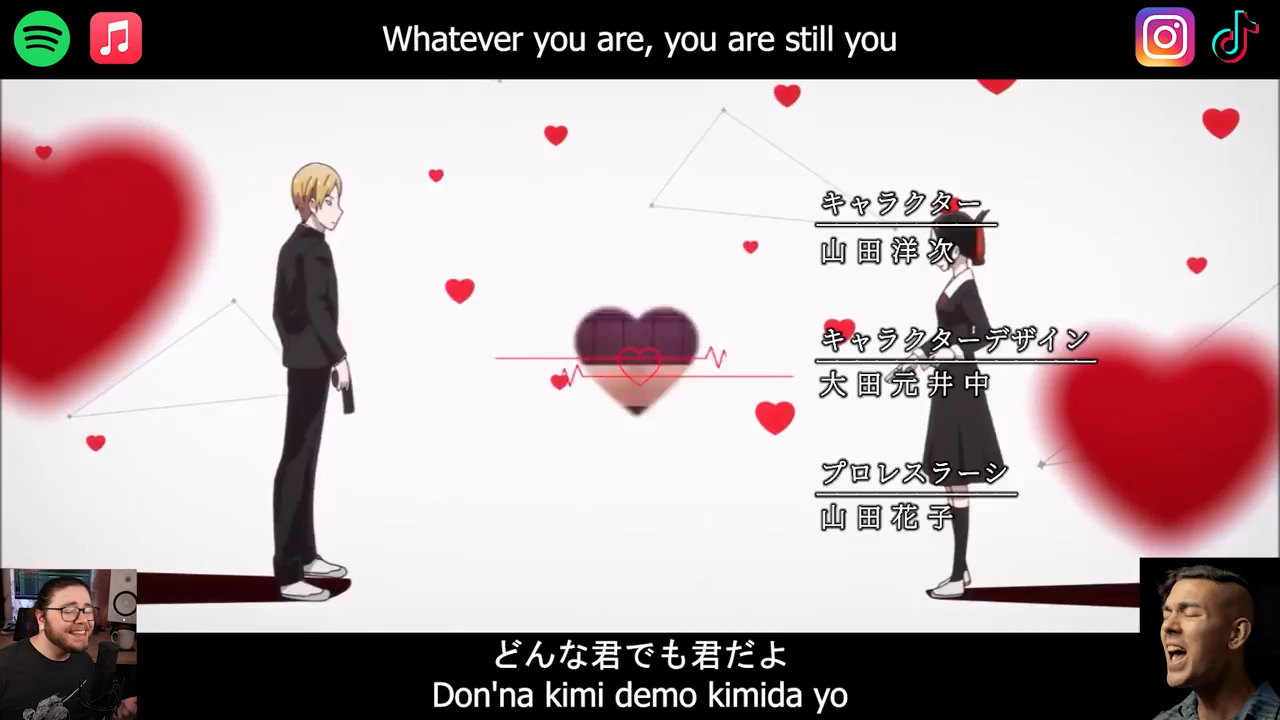 Whatever you are, you are still you
キャラクター
山田洋次
キャラクターデザイン
大田元井中
プロレスラーシ
山田花子
どんな君でも君だよ
Don'na kimi demo kimida yo